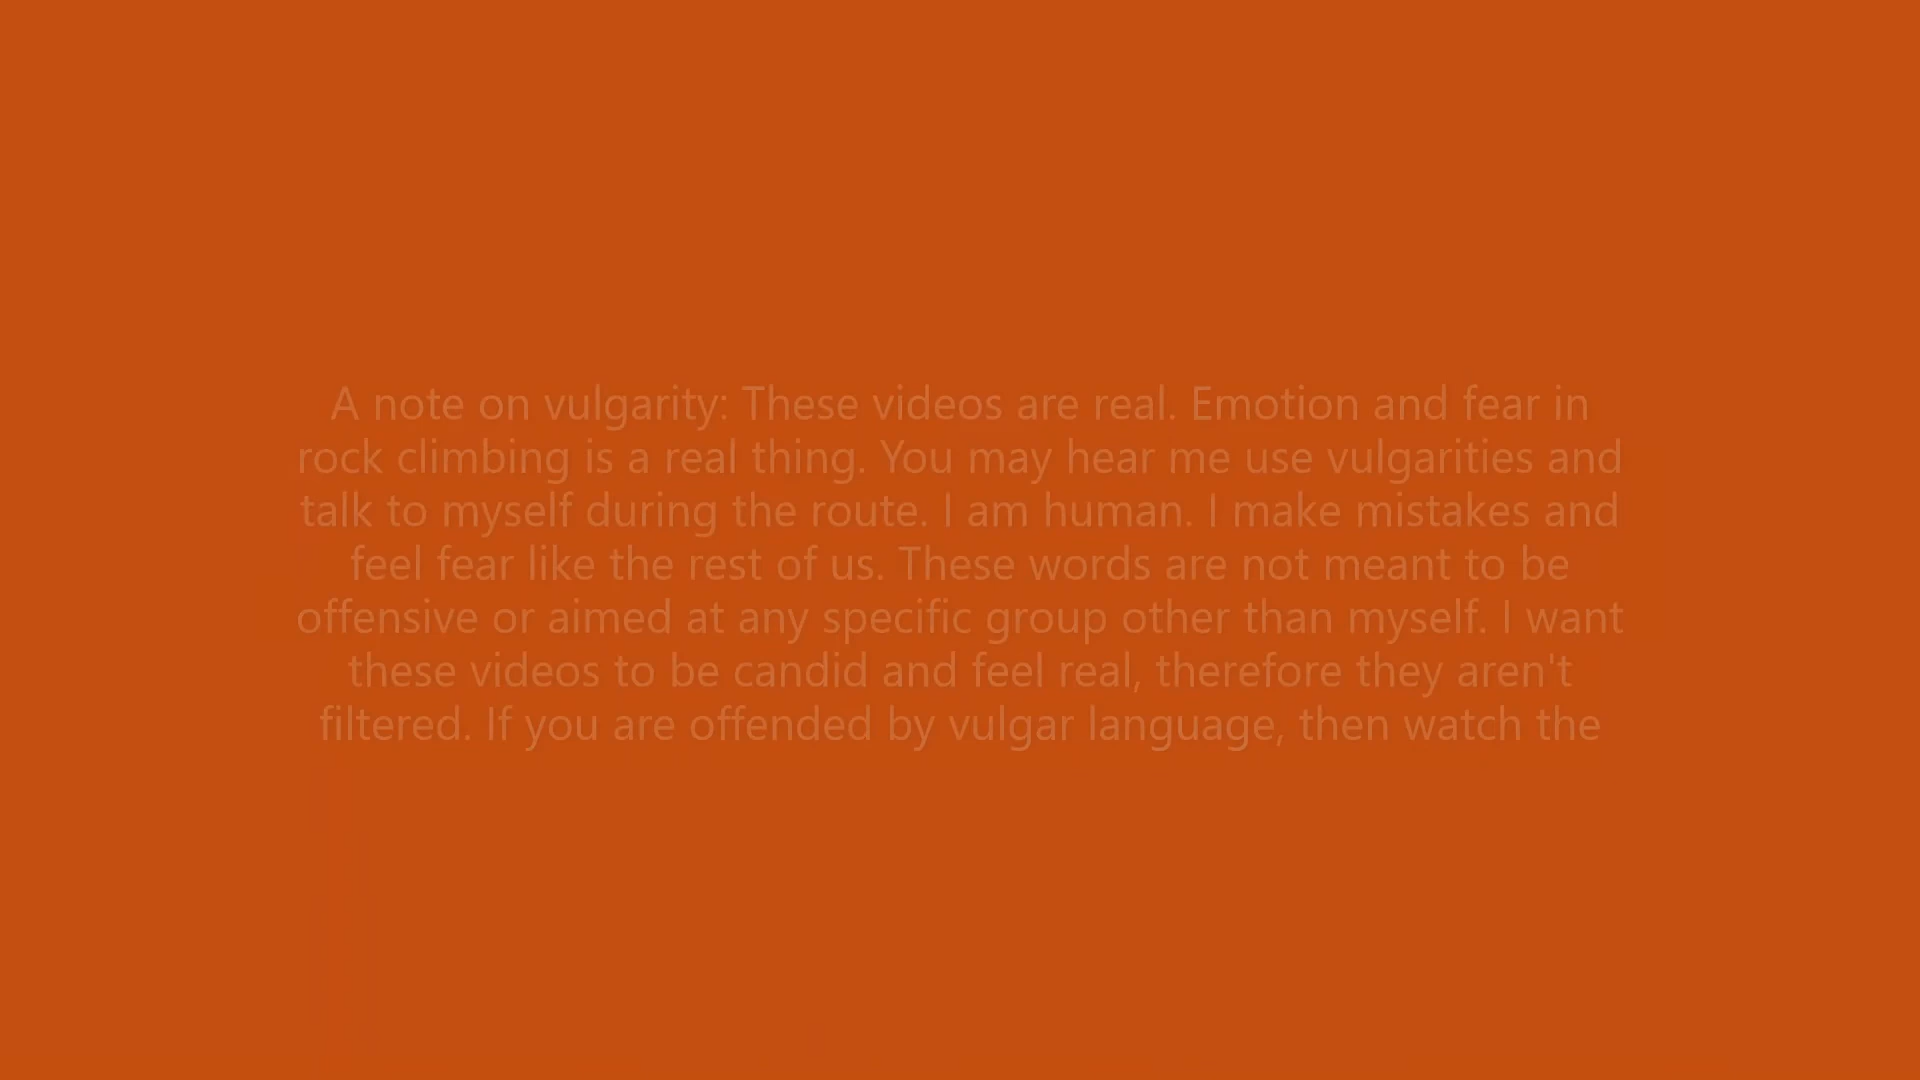 A note on vulgarity: These videos are real. Emotion and fear in
rock climbing is a real thing. You may hear me use vulgarities and
talk to myself during the route. I am human. I make mistakes and
feel fear like the rest of us. These words are not meant to be
offensive or aimed at any specific group other than myself. I want
these videos to be candid and feel real, therefore they aren't
filtered. If you are offended by vulgar language, then watch the